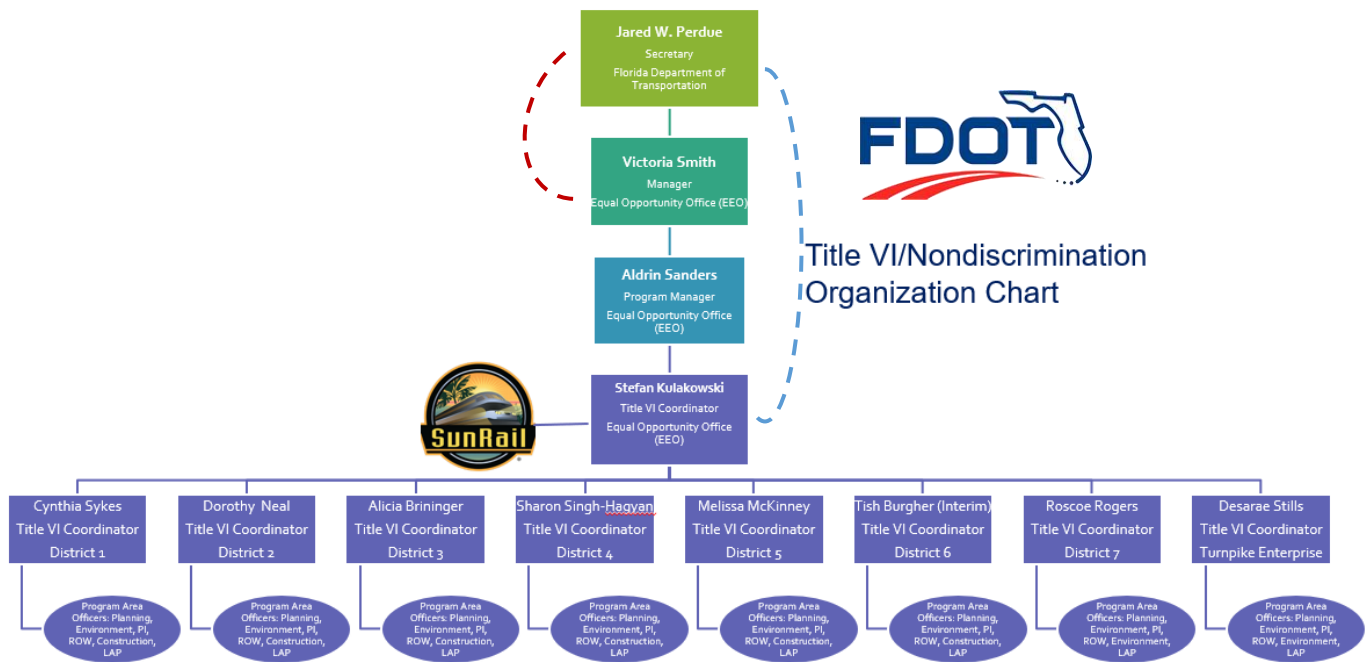 Jared W. Perdue
Secretary
Florida Department of
Transportation
FDOT
Victoria Smith
Manager
Equal Opportunity Office (EEO)
Title VI/Nondiscrimination
Organization Chart
Aldrin Sanders
Program Manager
Equal Opportunity Office
(EEO)
SunRail
Stefan Kulakowski
Title VI Coordinator
Equal Opportunity Office
(EEO)
Cynthia Sykes
Title VI Coordinator
District 1
Dorothy Neal
Title VI Coordinator
District 2
Alicia Brininger
Title VI Coordinator
District 3
Sharon Singh-Hagyan
Title VI Coordinator
District 4
Melissa McKinney
Title VI Coordinator
District 5
Tish Burgher (Interim)
Title VI Coordinator
District 6
Roscoe Rogers
Title VI Coordinator
District 7
Desarae Stills
Title VI Coordinator
Turnpike Enterprise
Program Area
Officers: Planning,
Environment, PI,
ROW, Construction,
LAP
Program Area
Officers: Planning,
Environment, PI,
ROW, Construction,
LAP
Program Area
Officers: Planning,
Environment, PI,
ROW, Construction,
LAP
Program Area
Officers: Planning,
Environment, PI,
ROW, Construction,
LAP
Program Area
Officers: Planning,
Environment, PI,
ROW, Construction,
LAP
Program Area
Officers: Planning,
Environment, PI,
ROW, Construction,
LAP
Program Area
Officers: Planning,
Environment, PI,
ROW, Environment,
LAP
Program Area
Officers: Planning,
Environment, PI,
ROW, Environment,
LAP